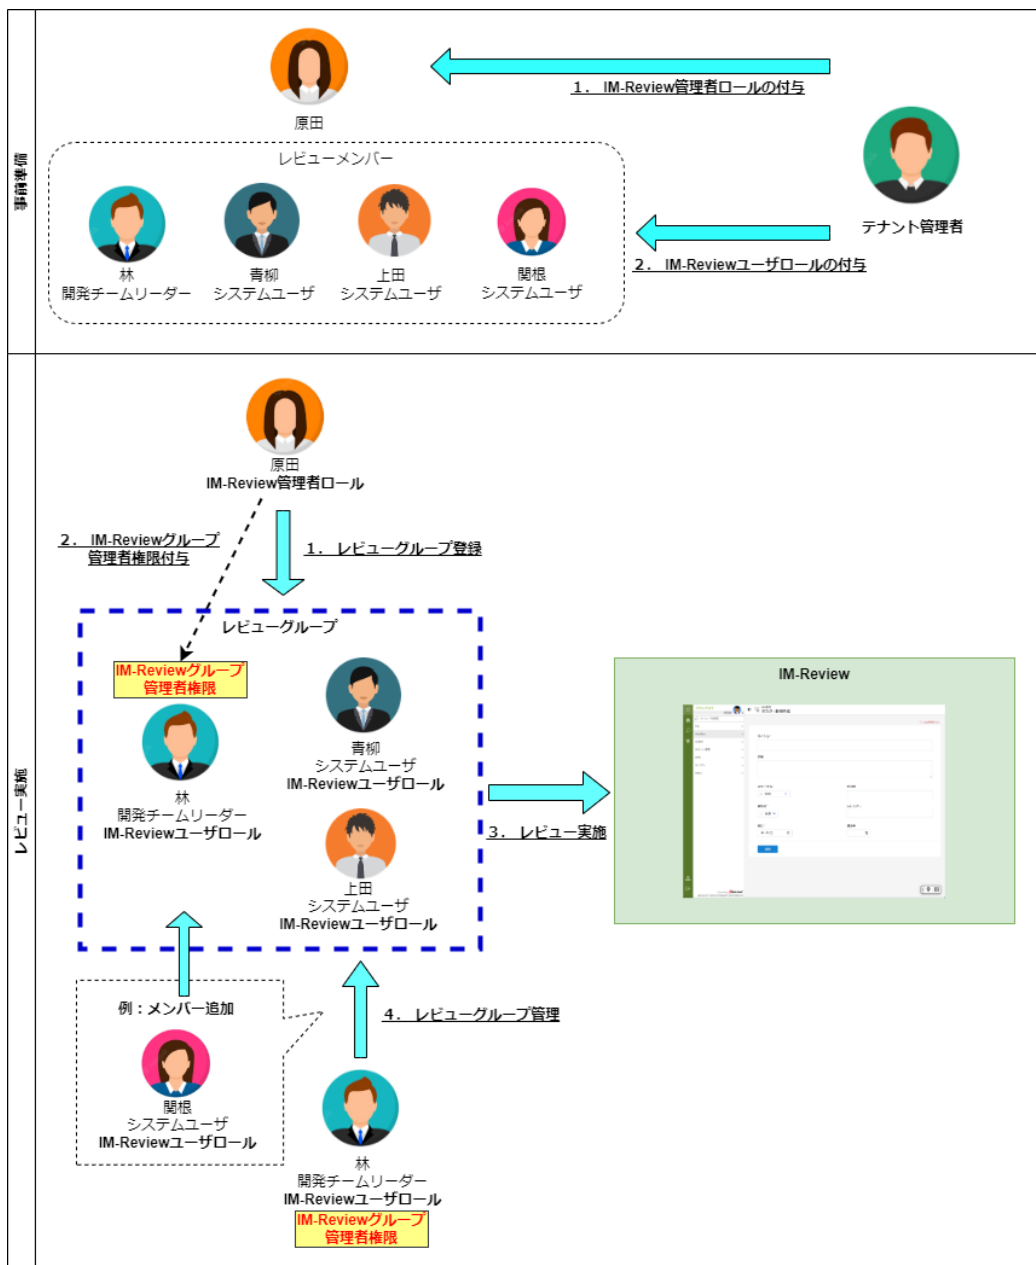 事前準備
原田
1. IM-Review管理者ロールの付与
レビューメンバー
林
開発チームリーダー
青柳
システムユーザ
上田
システムユーザ
関根
システムユーザ
テナント管理者
2. IM-Reviewユーザロールの付与
レビュー実施
原田
IM-Review管理者ロール
2. IM-Reviewグループ
管理者権限付与
1. レビューグループ登録
レビューグループ
IM-Reviewグループ
管理者権限
林
開発チームリーダー
IM-Reviewユーザロール
青柳
システムユーザ
IM-Reviewユーザロール
上田
システムユーザ
IM-Reviewユーザロール
3. レビュー実施
IM-Review
例：メンバー追加
関根
システムユーザ
IM-Reviewユーザロール
4. レビューグループ管理
林
開発チームリーダー
IM-Reviewユーザロール
IM-Reviewグループ
管理者権限